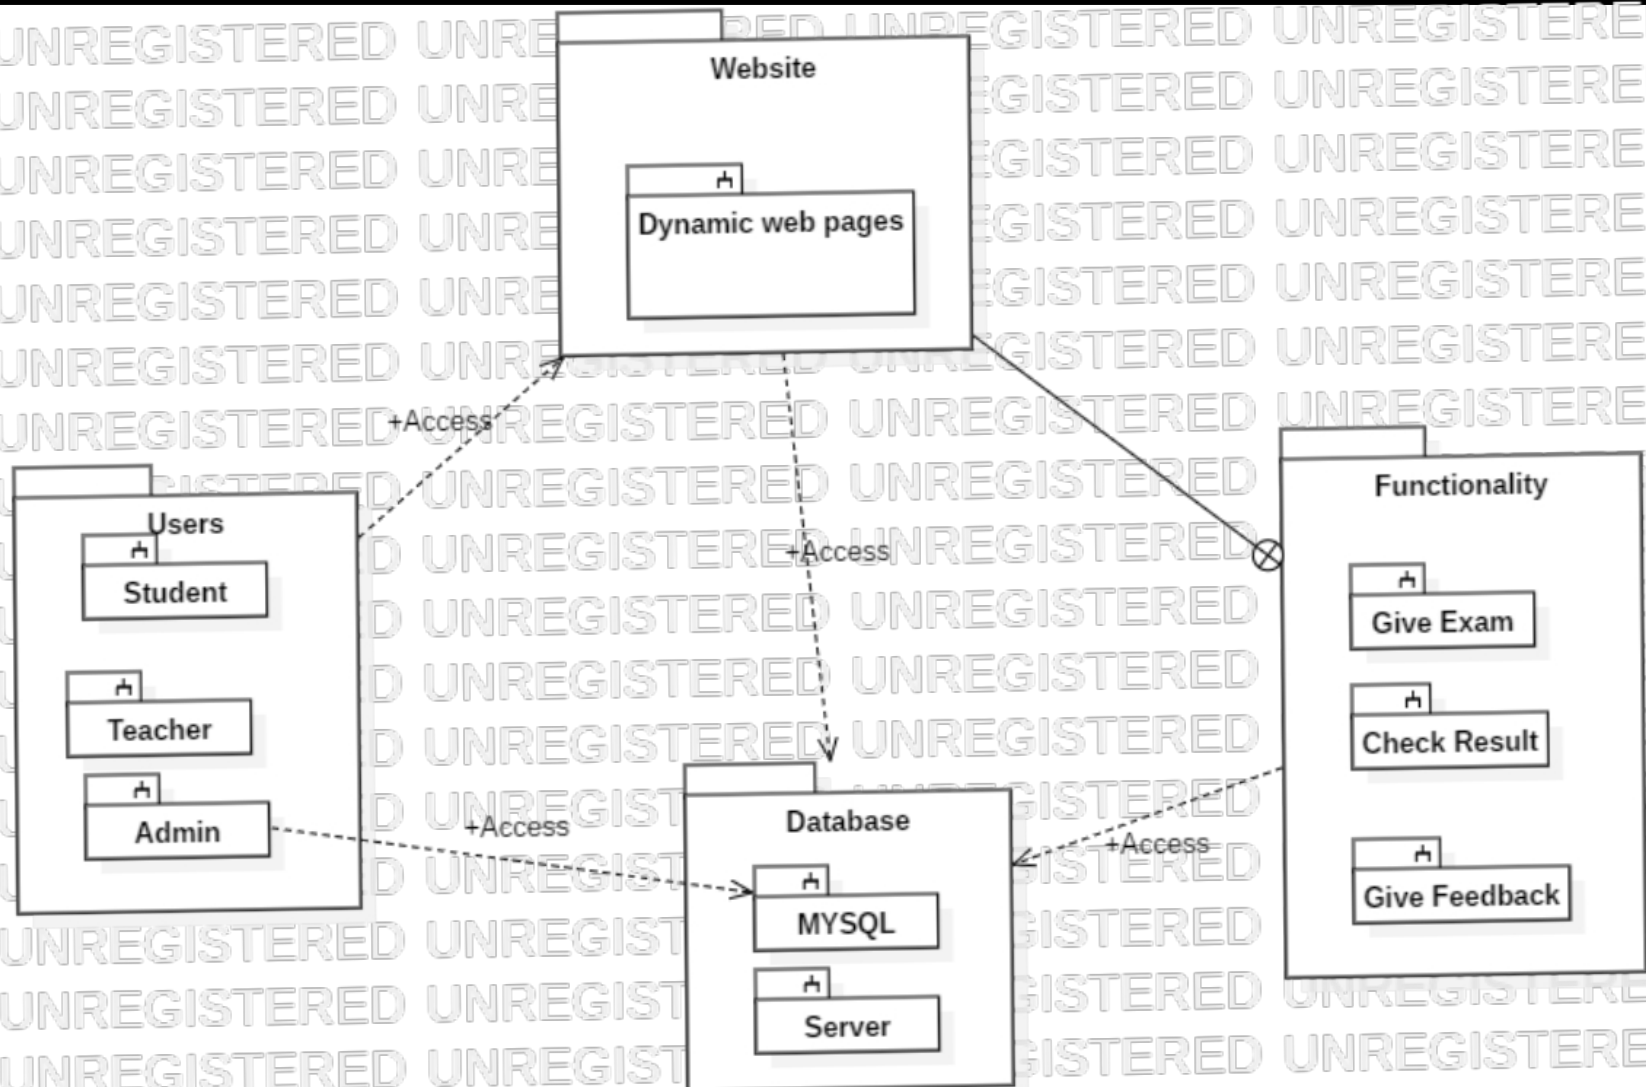 UNREGISTERED
Website
Dynamic web pages
+Access
Users
Student
Teacher
Admin
+Access
+Access
Functionality
Give Exam
Check Result
Give Feedback
+Access
Database
MYSQL
Server